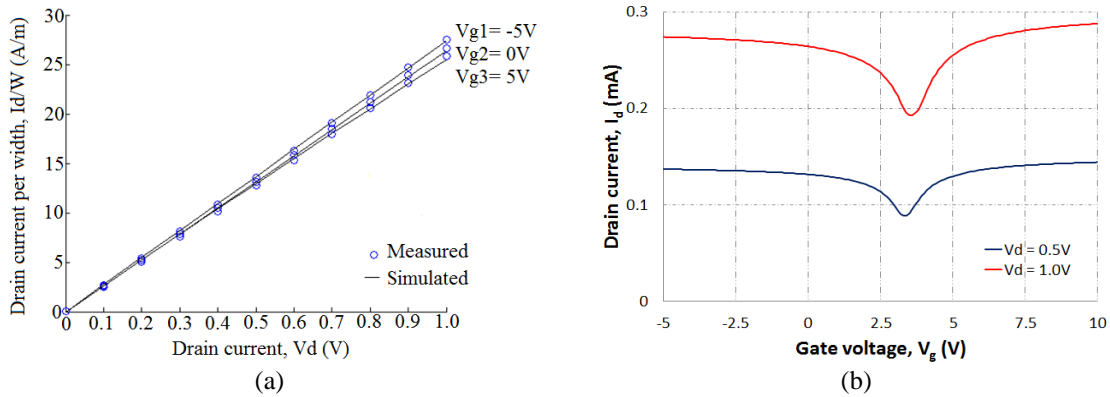 30
25
20
15
10
5
0
Drain current per width, Id/W (A/m)
Vg1= -5V
Vg2= 0V
Vg3= 5V
Measured
Simulated
0 0.1 0.2 0.3 0.4 0.5 0.6 0.7 0.8 0.9 1.0
Drain current, Vd (V)
(a)
0.3
0.2
0.1
0
Drain current, Id (mA)
Vd = 0.5V
Vd = 1.0V
-5 -2.5 0 2.5 5 7.5 10
Gate voltage, Vg (V)
(b)